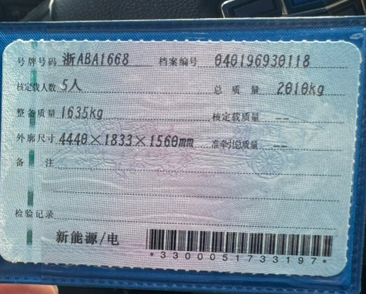 号牌号码 浙ABA1668 档案编号 040196930118
核定载人数 5人 总质量 2010kg
整备质量 1635kg 核定载质量 --
外廓尺寸 4440×1833×1560mm 准牵引总质量 --
备注
检验记录
新能源/电
*3300051733197*